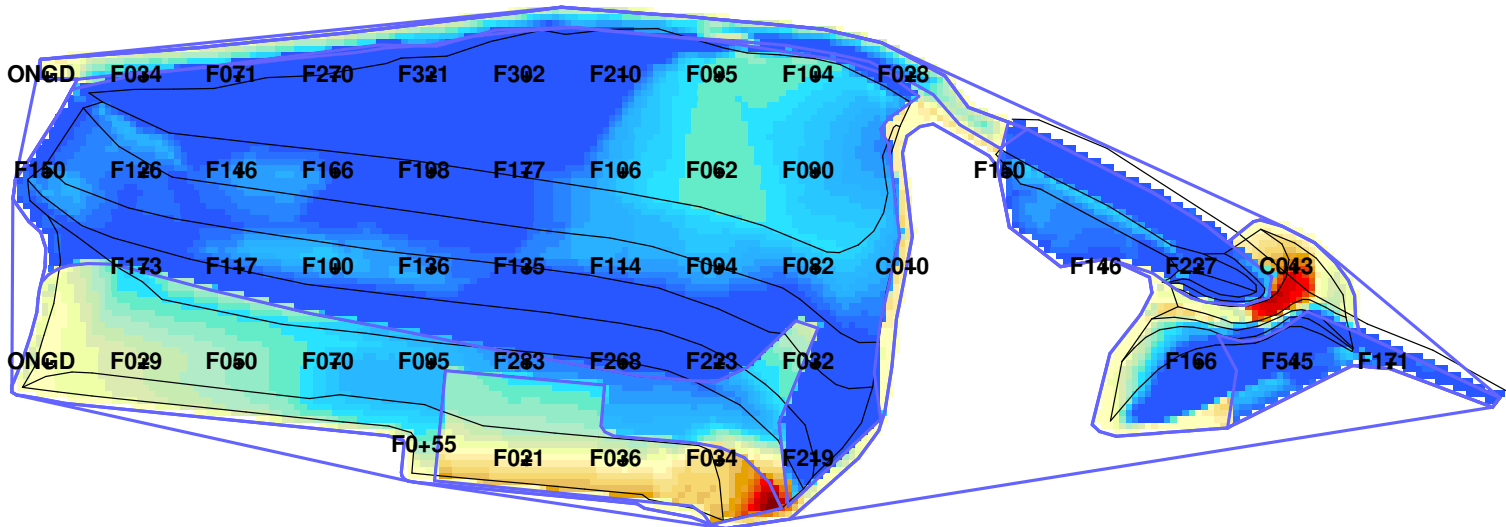 ONGD F034 F071 F270 F321 F302 F210 F095 F104 F028
F150 F126 F146 F166 F198 F177 F106 F062 F090 F150
F173 F117 F100 F136 F135 F114 F094 F082 C040 F146 F227 C043
ONGD F029 F050 F070 F095 F283 F268 F223 F032 F166 F545 F171
F0+55 F021 F036 F034 F219